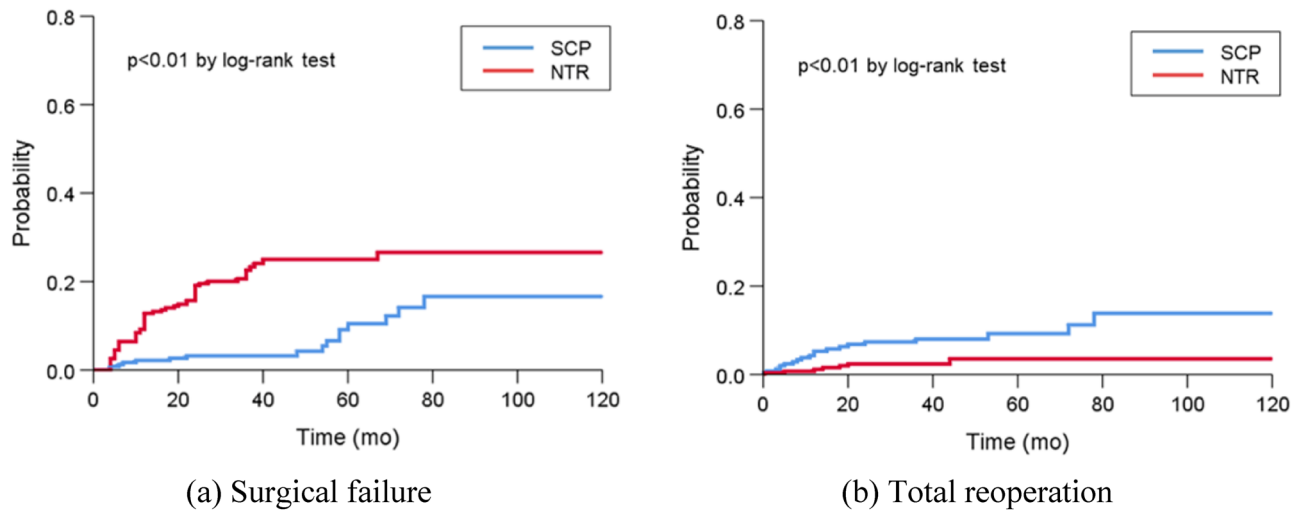 0.8
0.6
0.4
0.2
0.0
Probability
p<0.01 by log-rank test
SCP
NTR
0 20 40 60 80 100 120
Time (mo)
(a) Surgical failure
0.8
0.6
0.4
0.2
0.0
Probability
p<0.01 by log-rank test
SCP
NTR
0 20 40 60 80 100 120
Time (mo)
(b) Total reoperation